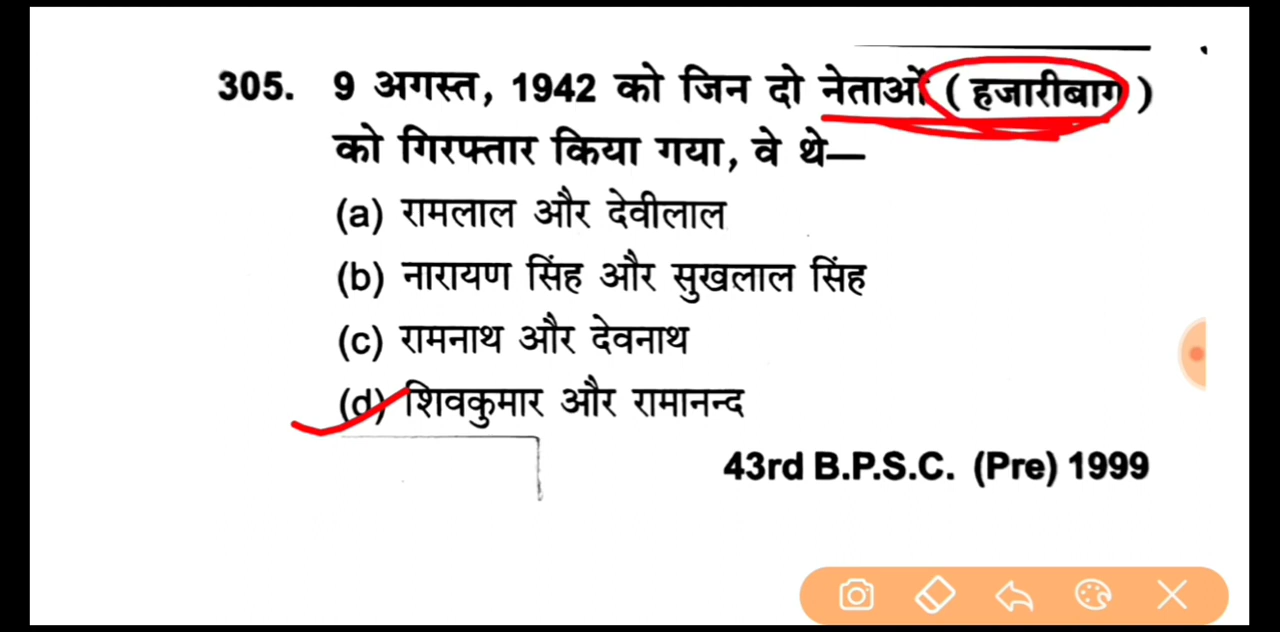 305. 9 अगस्त, 1942 को जिन दो नेताओं ( हजारीबाग )
को गिरफ्तार किया गया, वे थे—
(a) रामलाल और देवीलाल
(b) नारायण सिंह और सुखलाल सिंह
(c) रामनाथ और देवनाथ
(d) शिवकुमार और रामानन्द
43rd B.P.S.C. (Pre) 1999